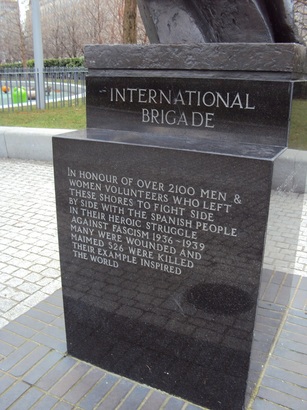 INTERNATIONAL
BRIGADE
IN HONOUR OF OVER 2100 MEN &
WOMEN VOLUNTEERS WHO LEFT
THESE SHORES TO FIGHT SIDE
BY SIDE WITH THE SPANISH PEOPLE
IN THEIR HEROIC STRUGGLE
AGAINST FASCISM 1936-1939
MANY WERE WOUNDED AND
MAIMED 526 WERE KILLED
THEIR EXAMPLE INSPIRED
THE WORLD